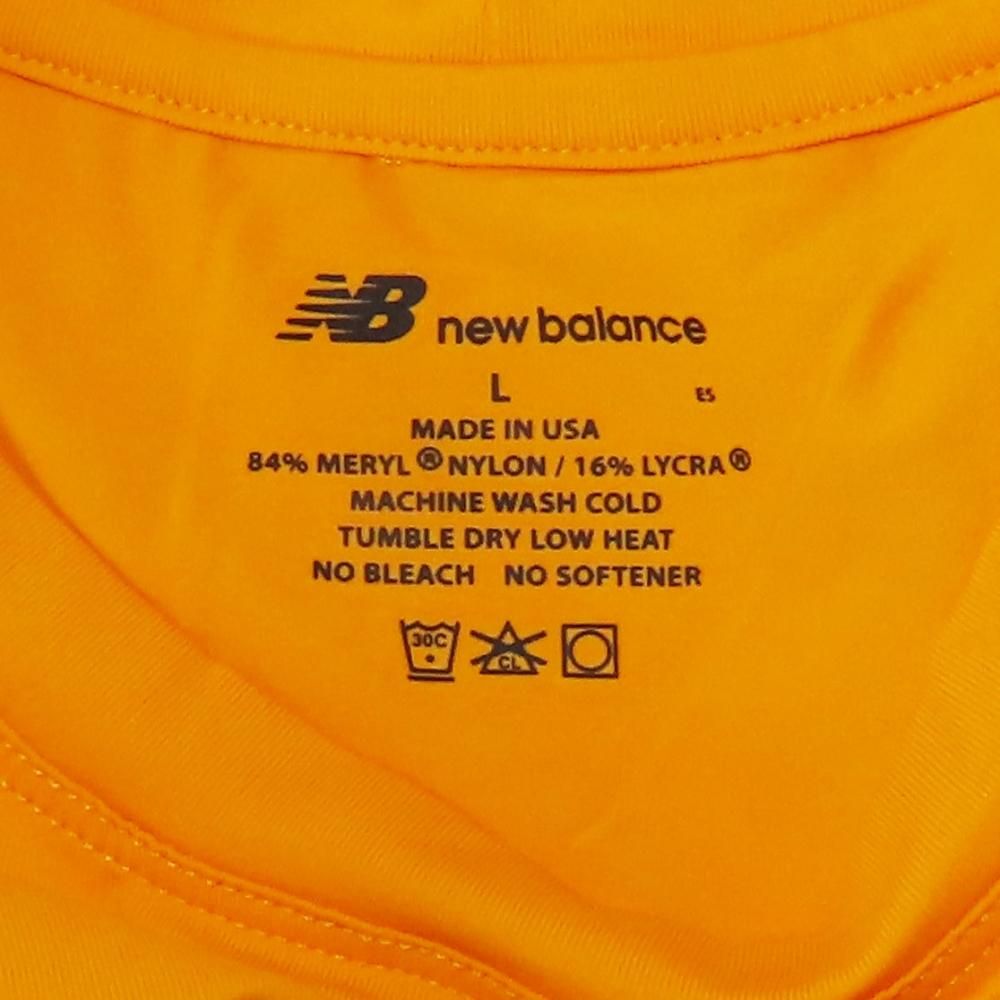 NB new balance
L ES
MADE IN USA
84% MERYL® NYLON / 16% LYCRA®
MACHINE WASH COLD
TUMBLE DRY LOW HEAT
NO BLEACH NO SOFTENER
30C CL